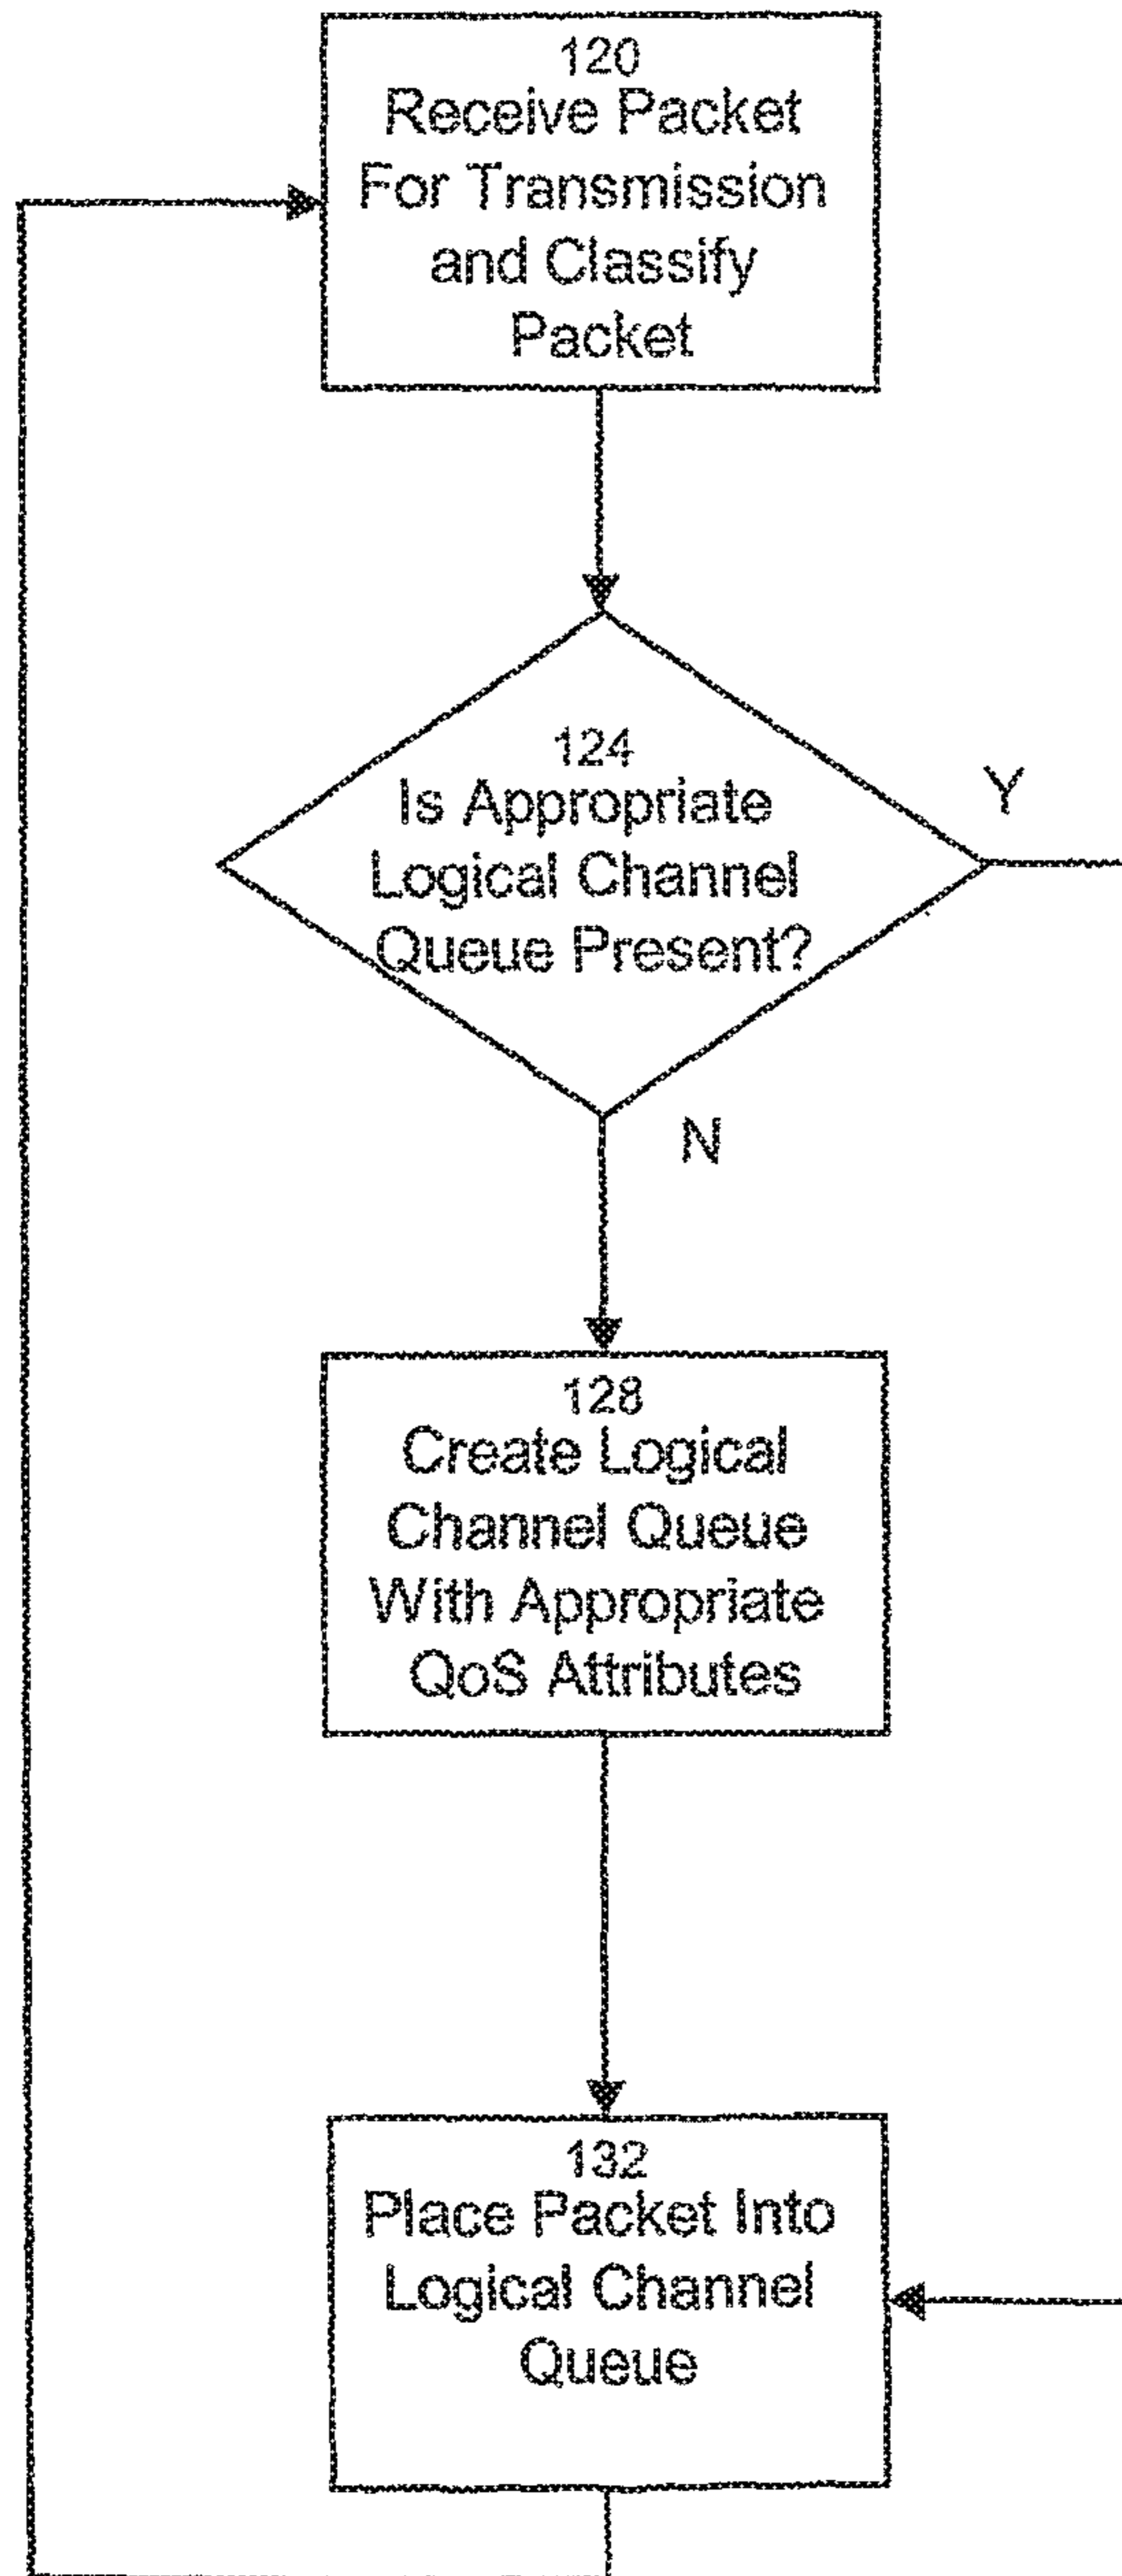 120
Receive Packet
For Transmission
and Classify
Packet
124
Is Appropriate
Logical Channel
Queue Present?
Y
N
128
Create Logical
Channel Queue
With Appropriate
QoS Attributes
132
Place Packet Into
Logical Channel
Queue